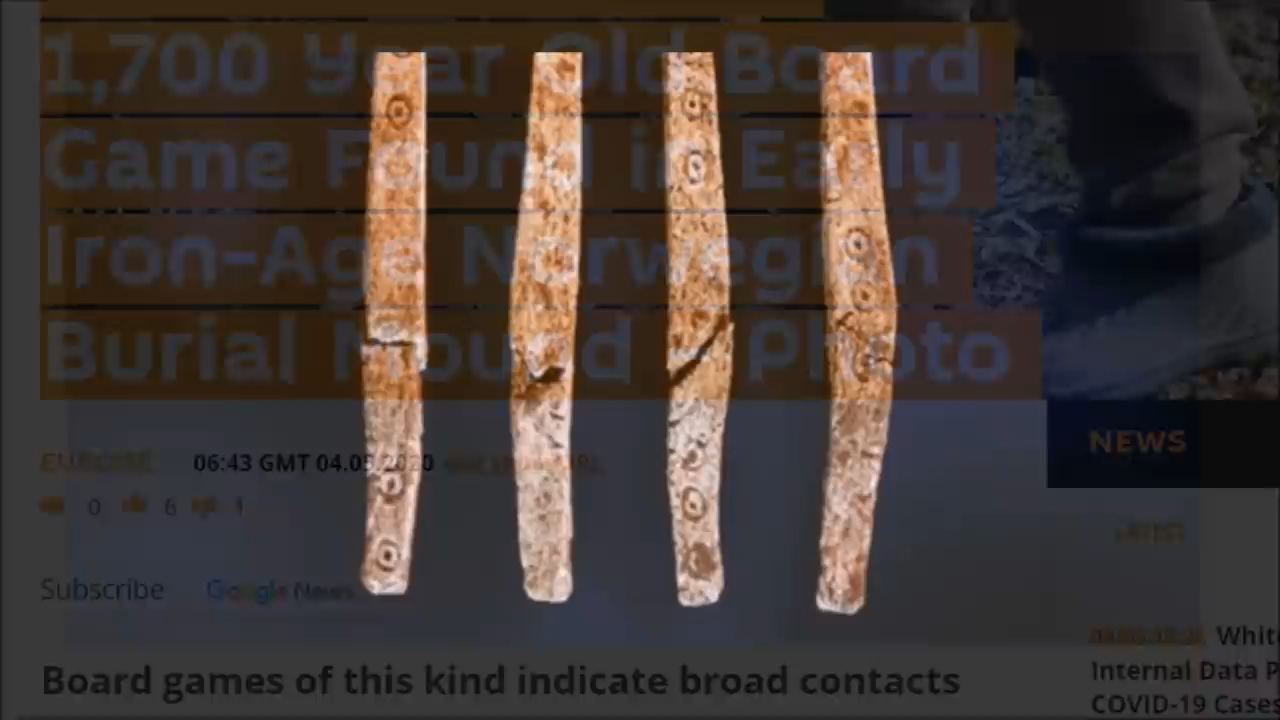 1,700 Year Old Board
Game Found in Early
Iron-Age Norwegian
Burial Mound - Photo
NEWS
EUROPE
06:43 GMT 04.05.2020
0 6 1
LATEST
Subscribe Google News
White
Internal Data P
COVID-19 Cases
Board games of this kind indicate broad contacts